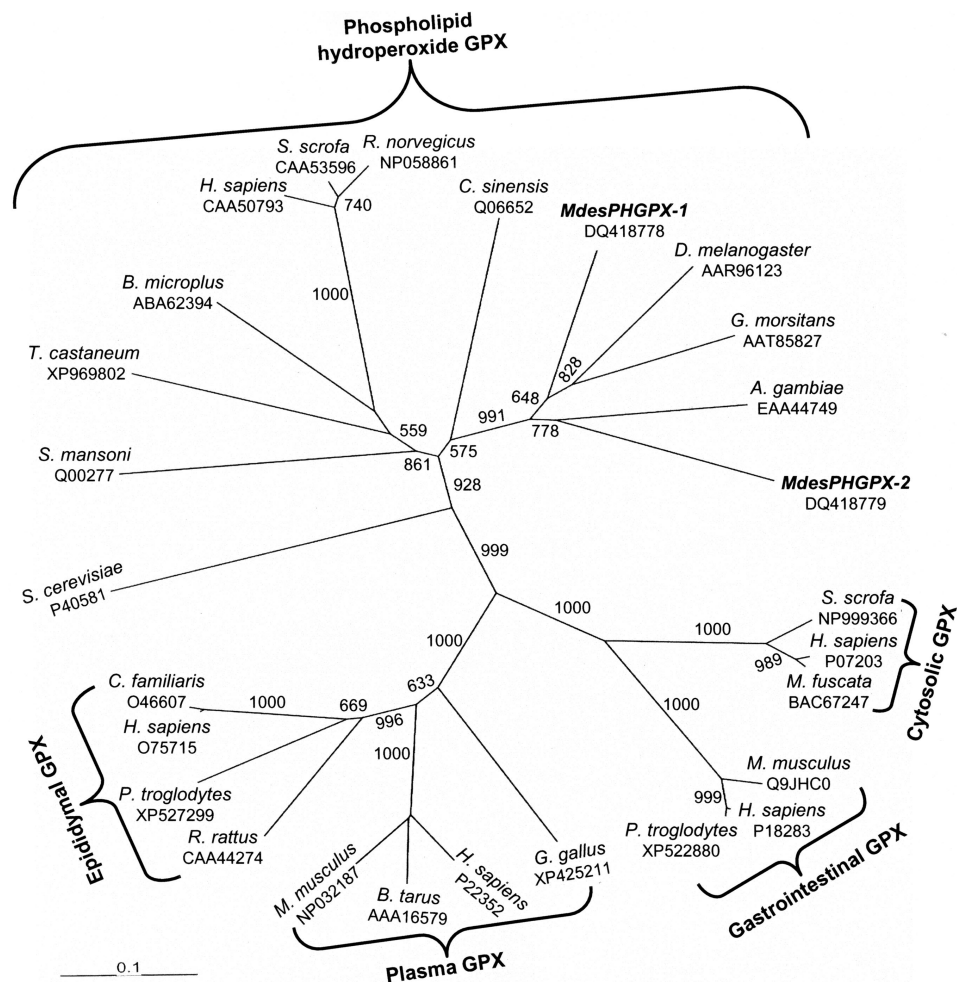 Phospholipid
hydroperoxide GPX
S. scrofa
CAA53596
R. norvegicus
NP058861
H. sapiens
CAA50793
740
C. sinensis
Q06652
MdesPHGPX-1
DQ418778
D. melanogaster
AAR96123
B. microplus
ABA62394
1000
G. morsitans
AAT85827
T. castaneum
XP969802
828
648
A. gambiae
EAA44749
559
991
778
575
861
S. mansoni
Q00277
928
MdesPHGPX-2
DQ418779
999
S. cerevisiae
P40581
1000
1000
S. scrofa
NP999366
H. sapiens
P07203
989
M. fuscata
BAC67247
Cytosolic GPX
1000
633
C. familiaris
O46607
1000
669
996
H. sapiens
O75715
1000
1000
P. troglodytes
XP527299
R. rattus
CAA44274
Epididymal GPX
M. musculus
Q9JHC0
999
H. sapiens
P18283
P. troglodytes
XP522880
Gastrointestinal GPX
M. musculus
NP032187
B. tarus
AAA16579
H. sapiens
P22352
G. gallus
XP425211
Plasma GPX
0.1